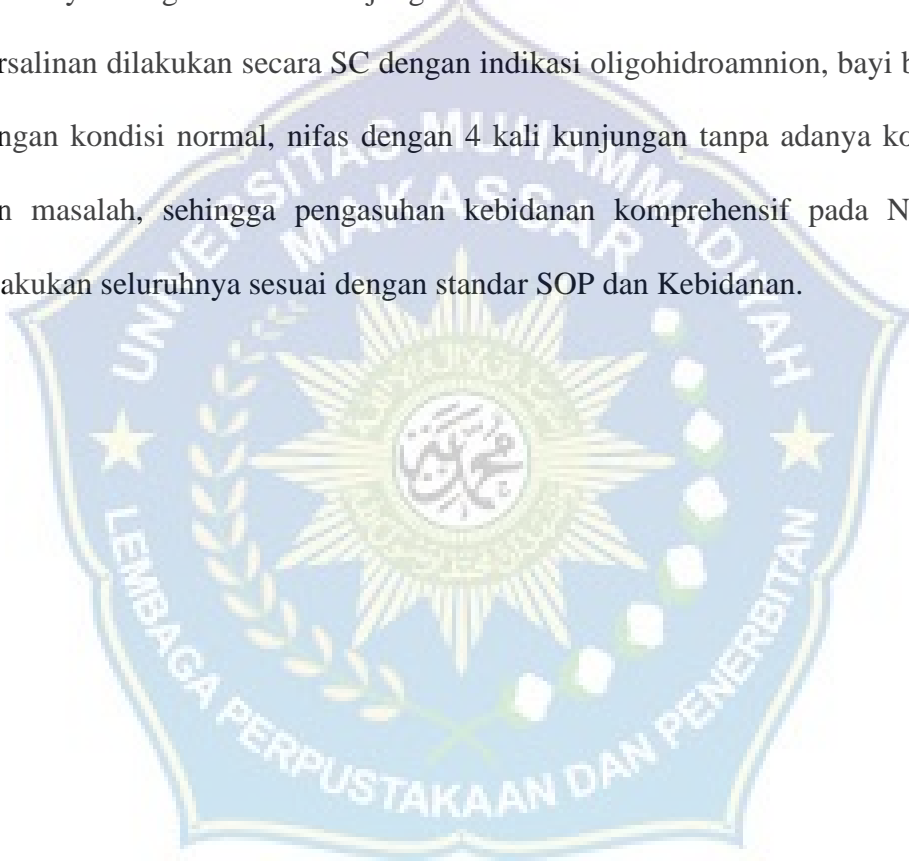 rsalinan dilakukan secara SC dengan indikasi oligohidroamnion, bayi b
ngan kondisi normal, nifas dengan 4 kali kunjungan tanpa adanya ko
n masalah, sehingga pengasuhan kebidanan komprehensif pada N
akukan seluruhnya sesuai dengan standar SOP dan Kebidanan.
UNIVERSITAS MUHAMMADIYAH
MAKASSAR
LEMBAGA PERPUSTAKAAN DAN PENERBITAN